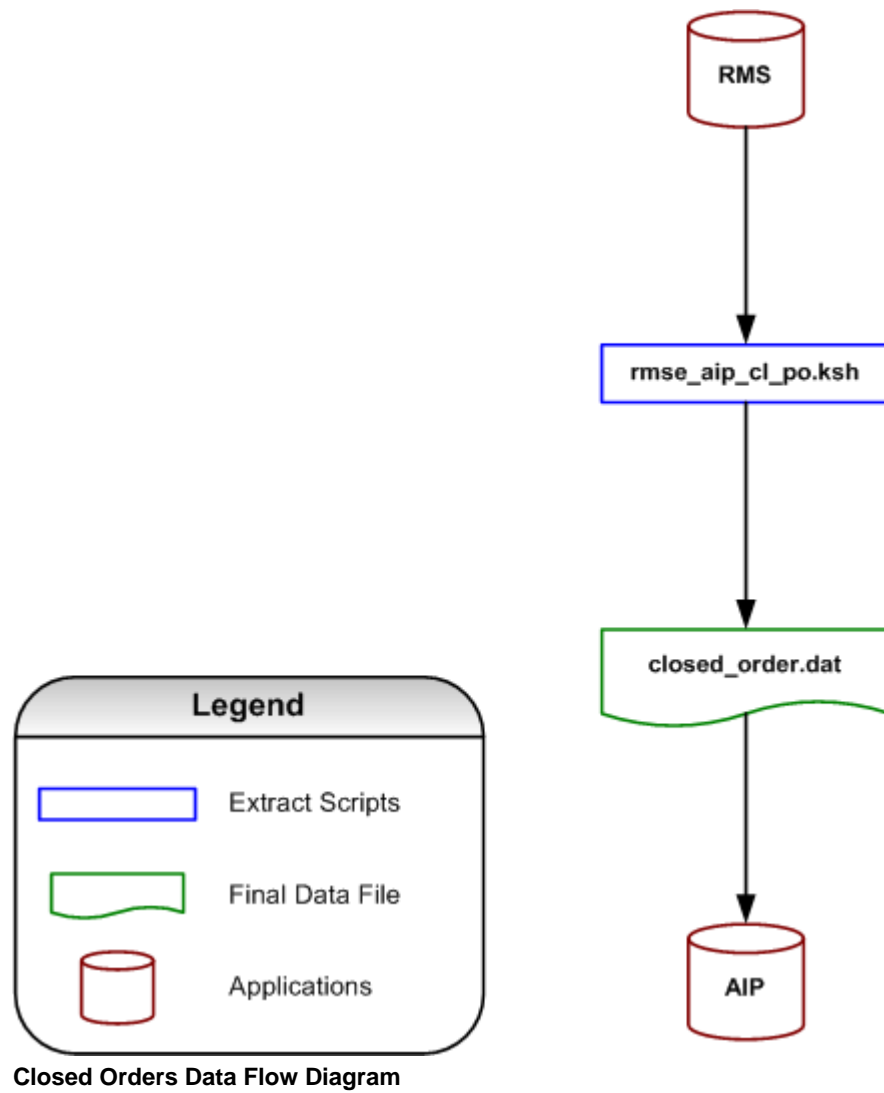 RMS
rmse_aip_cl_po.ksh
closed_order.dat
AIP
Legend
Extract Scripts
Final Data File
Applications
Closed Orders Data Flow Diagram